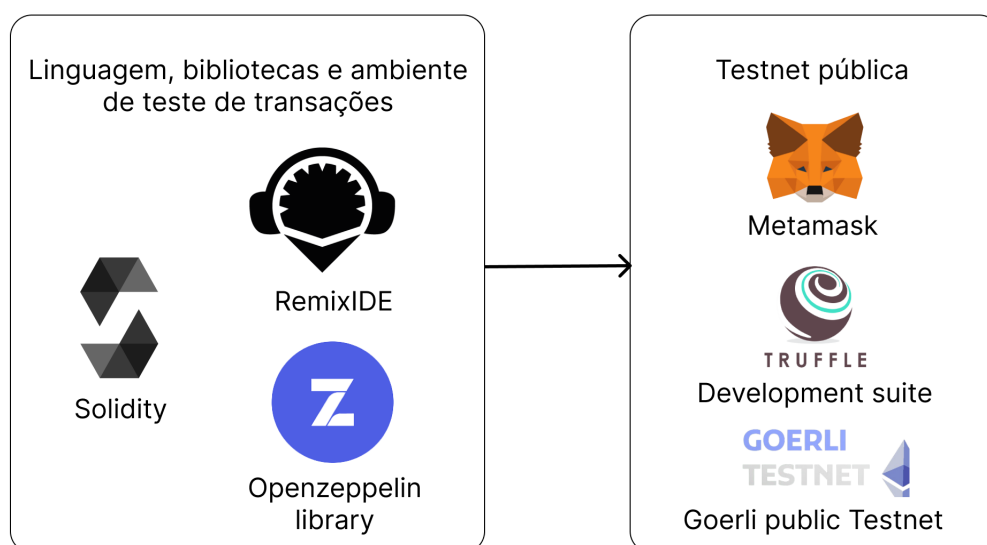 Linguagem, bibliotecas e ambiente
de teste de transações
RemixIDE
Solidity
Openzeppelin
library
Testnet pública
Metamask
TRUFFLE
Development suite
GOERLI
TESTNET
Goerli public Testnet